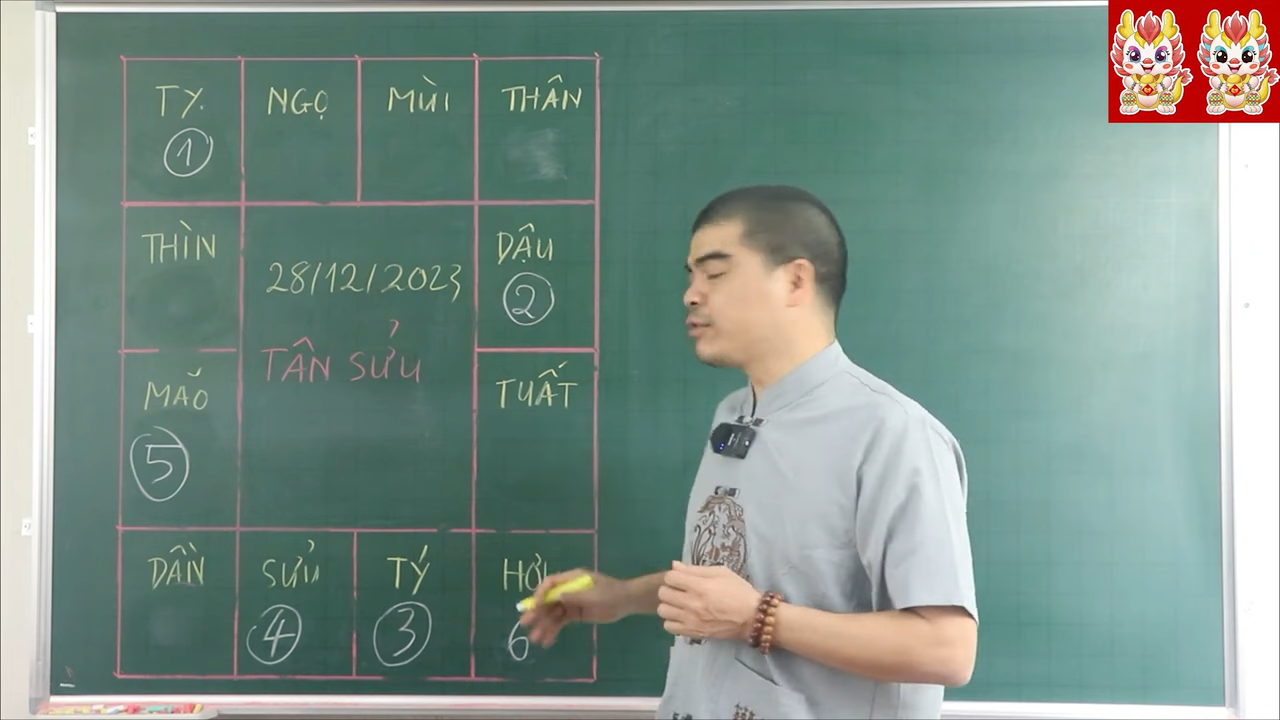 TỴ
1
NGỌ
MÙI
THÂN
THÌN
28/12/2023
DẬU
2
TÂN SỬU
MÃO
5
TUẤT
DẦN
SỬU
4
TÝ
3
HỢI
6